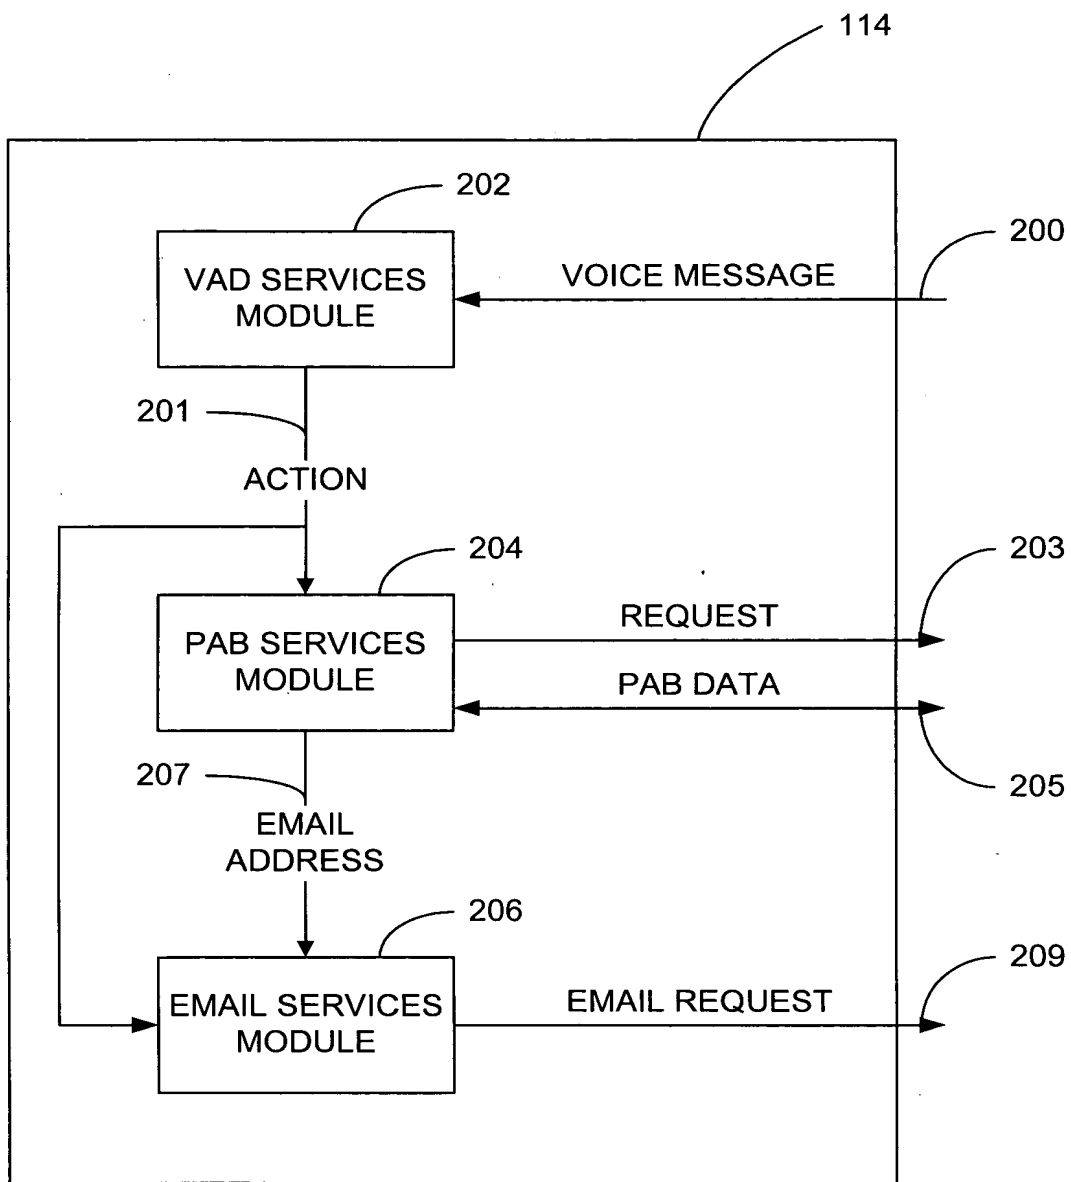 114
202
200
VAD SERVICES
MODULE
VOICE MESSAGE
201
ACTION
204
203
PAB SERVICES
MODULE
REQUEST
PAB DATA
207
205
EMAIL
ADDRESS
206
209
EMAIL SERVICES
MODULE
EMAIL REQUEST